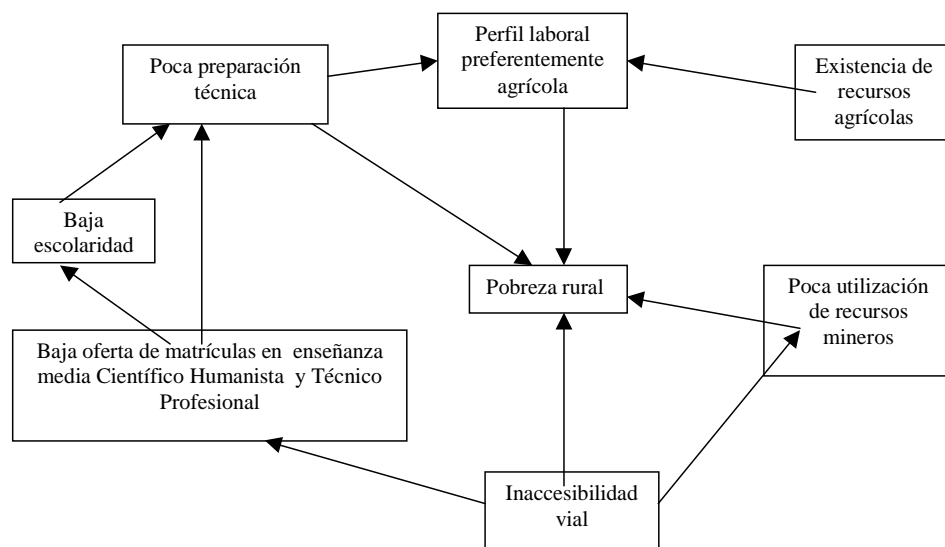 Perfil laboral
preferentemente
agrícola
Poca preparación
técnica
Existencia de
recursos
agrícolas
Baja
escolaridad
Pobreza rural
Poca utilización
de recursos
mineros
Baja oferta de matrículas en  enseñanza
media Científico Humanista  y Técnico
Profesional
Inaccesibilidad
vial